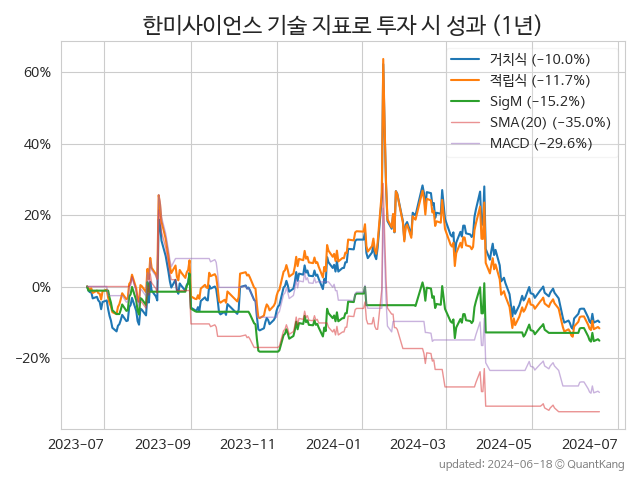 한미사이언스 기술 지표로 투자 시 성과 (1년)
거치식 (−10.0%)
적립식 (−11.7%)
SigM (−15.2%)
SMA(20) (−35.0%)
MACD (−29.6%)
60%
40%
20%
0%
−20%
2023-07 2023-09 2023-11 2024-01 2024-03 2024-05 2024-07
updated: 2024-06-18 © QuantKang